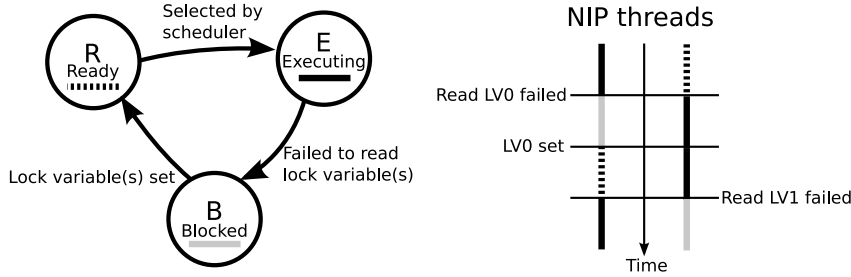 Selected by
scheduler
R
Ready
E
Executing
Failed to read
lock variable(s)
Lock variable(s) set
B
Blocked
NIP threads
Read LV0 failed
LV0 set
Read LV1 failed
Time